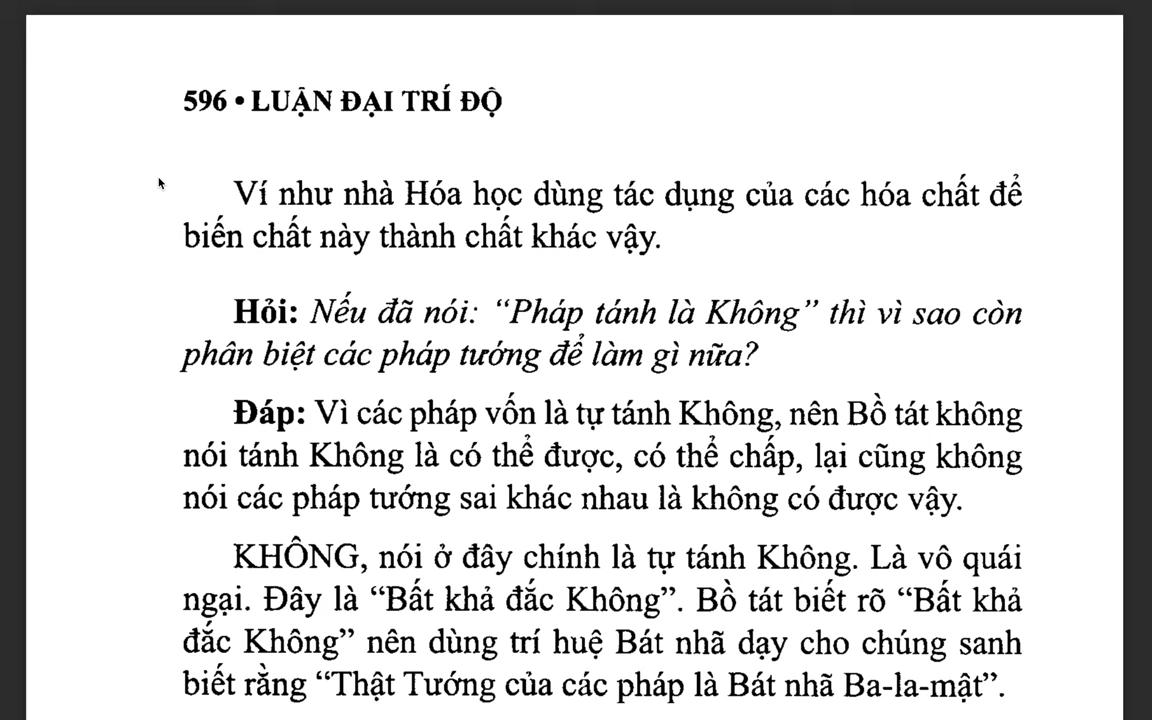 596 • LUẬN ĐẠI TRÍ ĐỘ
Ví như nhà Hóa học dùng tác dụng của các hóa chất để
biến chất này thành chất khác vậy.
Hỏi: Nếu đã nói: “Pháp tánh là Không” thì vì sao còn
phân biệt các pháp tướng để làm gì nữa?
Đáp: Vì các pháp vốn là tự tánh Không, nên Bồ tát không
nói tánh Không là có thể được, có thể chấp, lại cũng không
nói các pháp tướng sai khác nhau là không có được vậy.
KHÔNG, nói ở đây chính là tự tánh Không. Là vô quái
ngại. Đây là “Bất khả đắc Không”. Bồ tát biết rõ “Bất khả
đắc Không” nên dùng trí huệ Bát nhã dạy cho chúng sanh
biết rằng “Thật Tướng của các pháp là Bát nhã Ba-la-mật”.